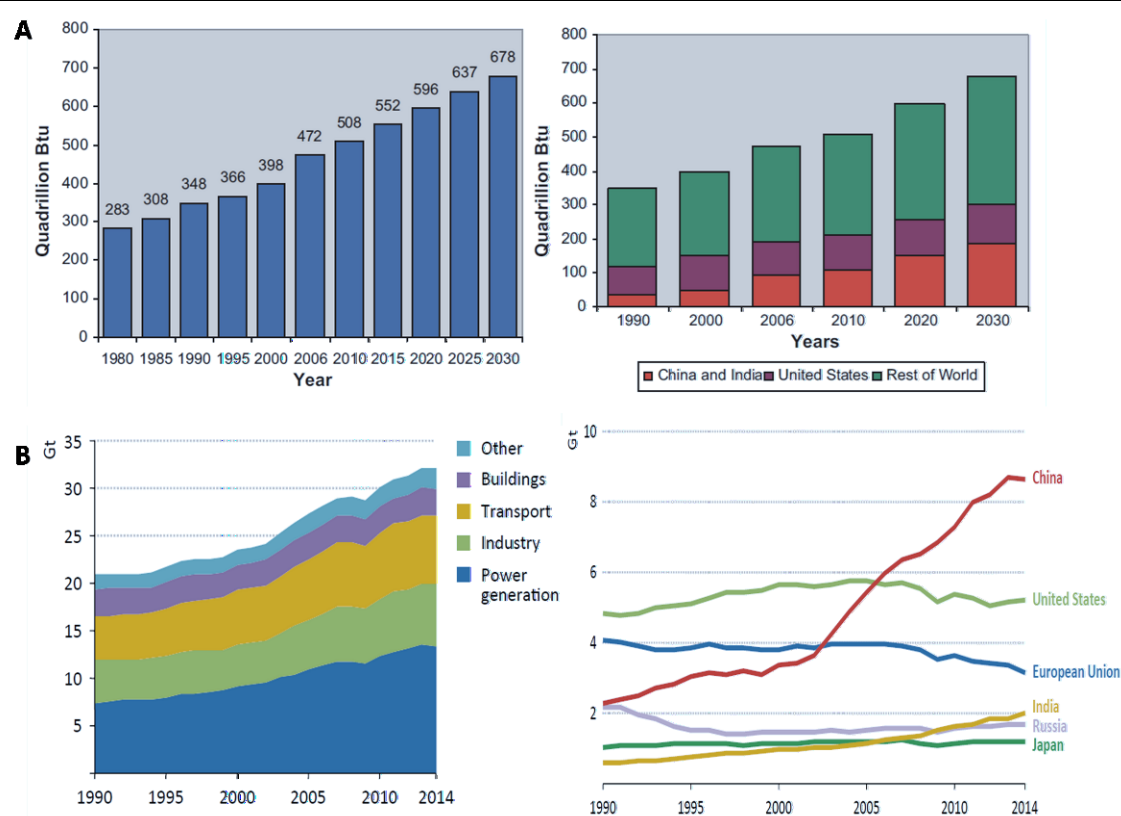 A
Quadrillion Btu
800
700
600
500
400
300
200
100
0
283
308
348
366
398
472
508
552
596
637
678
1980 1985 1990 1995 2000 2006 2010 2015 2020 2025 2030
Year
Quadrillion Btu
800
700
600
500
400
300
200
100
0
1990 2000 2006 2010 2020 2030
Years
China and India United States Rest of World
B
Gt
35
30
25
20
15
10
5
1990 1995 2000 2005 2010 2014
Other
Buildings
Transport
Industry
Power
generation
Gt
10
8
6
4
2
1990 1995 2000 2005 2010 2014
China
United States
European Union
India
Russia
Japan